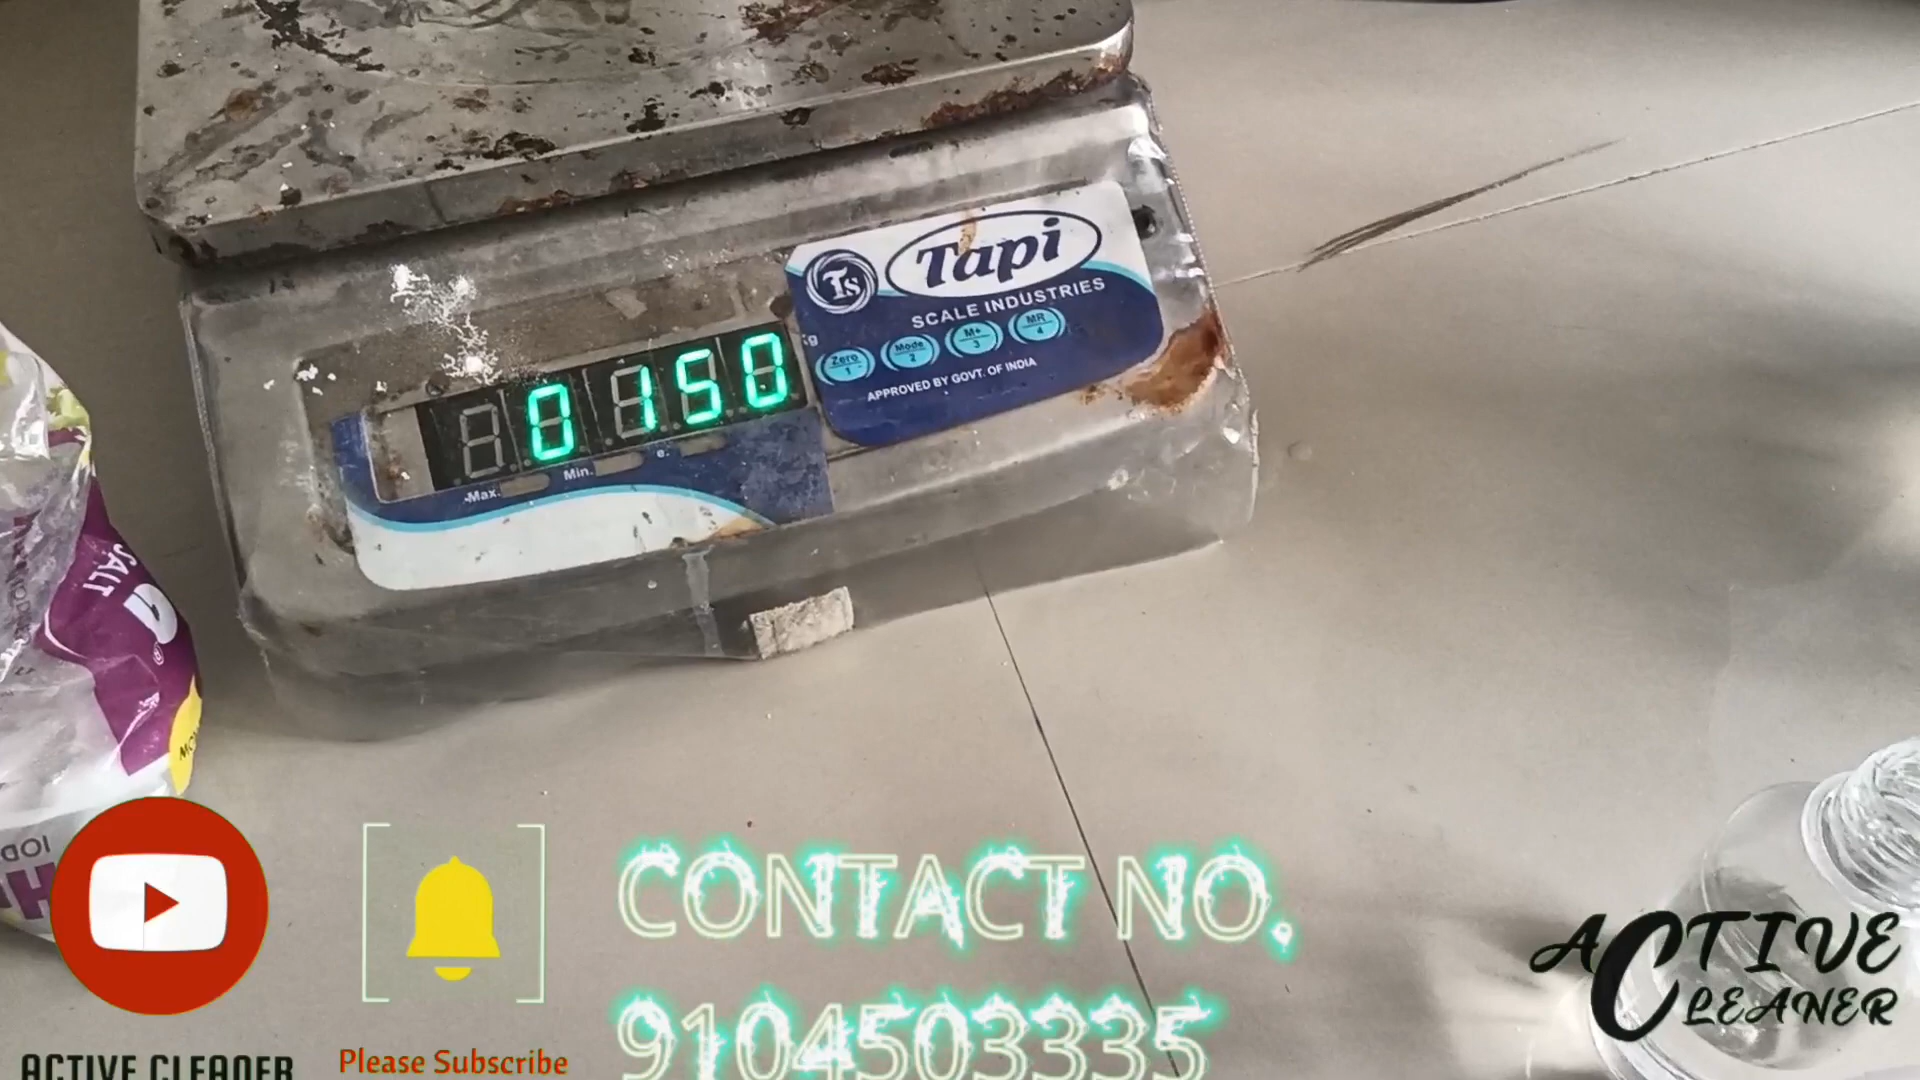 Tapi
Ts
SCALE INDUSTRIES
Zero
1
Mode
2
M+
3
MR
4
APPROVED BY GOVT. OF INDIA
Kg
0150
Max.
Min.
e.
SALT
CONTACT NO.
9104503335
ACTIVE CLEANER
Please Subscribe
ACTIVE
CLEANER